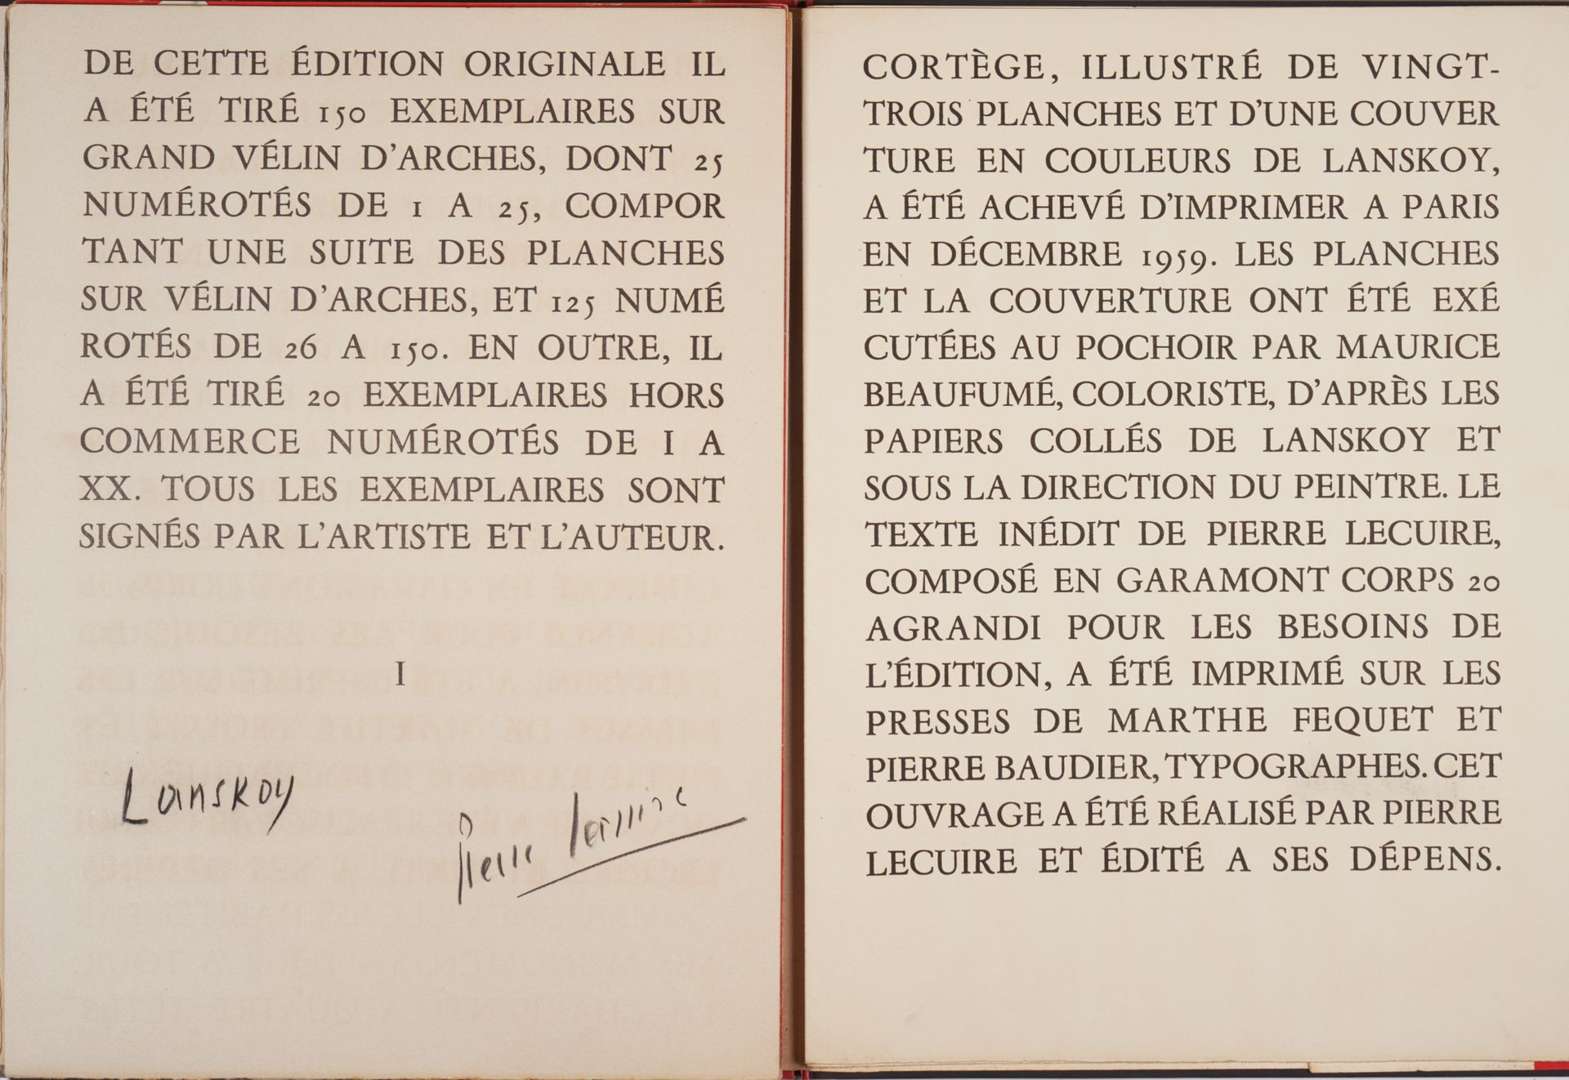 DE CETTE ÉDITION ORIGINALE IL
A ÉTÉ TIRÉ 150 EXEMPLAIRES SUR
GRAND VÉLIN D'ARCHES, DONT 25
NUMÉROTÉS DE 1 A 25, COMPOR
TANT UNE SUITE DES PLANCHES
SUR VÉLIN D'ARCHES, ET 125 NUMÉ
ROTÉS DE 26 A 150. EN OUTRE, IL
A ÉTÉ TIRÉ 20 EXEMPLAIRES HORS
COMMERCE NUMÉROTÉS DE I A
XX. TOUS LES EXEMPLAIRES SONT
SIGNÉS PAR L'ARTISTE ET L'AUTEUR.
I
Lanskoy
Pierre Lecuire
CORTÈGE, ILLUSTRÉ DE VINGT-
TROIS PLANCHES ET D'UNE COUVER
TURE EN COULEURS DE LANSKOY,
A ÉTÉ ACHEVÉ D'IMPRIMER A PARIS
EN DÉCEMBRE 1959. LES PLANCHES
ET LA COUVERTURE ONT ÉTÉ EXÉ
CUTÉES AU POCHOIR PAR MAURICE
BEAUFUMÉ, COLORISTE, D'APRÈS LES
PAPIERS COLLÉS DE LANSKOY ET
SOUS LA DIRECTION DU PEINTRE. LE
TEXTE INÉDIT DE PIERRE LECUIRE,
COMPOSÉ EN GARAMONT CORPS 20
AGRANDI POUR LES BESOINS DE
L'ÉDITION, A ÉTÉ IMPRIMÉ SUR LES
PRESSES DE MARTHE FEQUET ET
PIERRE BAUDIER, TYPOGRAPHES. CET
OUVRAGE A ÉTÉ RÉALISÉ PAR PIERRE
LECUIRE ET ÉDITÉ A SES DÉPENS.